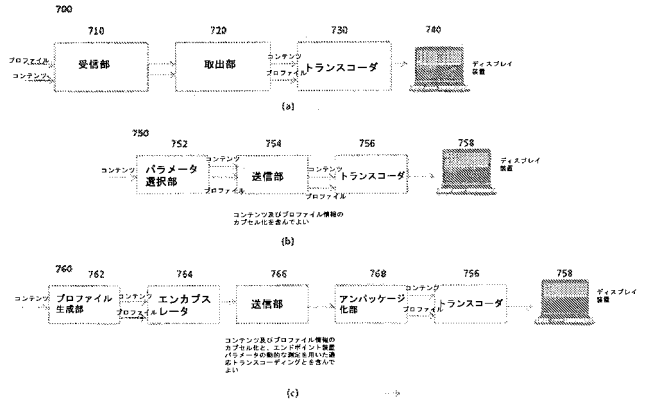 700
710 720 730 740
プロファイル
コンテンツ
受信部
取出部
コンテンツ
プロファイル
トランスコーダ
ディスプレイ
装置
(a)
750
752 754 756 758
コンテンツ
パラメータ
選択部
コンテンツ
プロファイル
送信部
コンテンツ
プロファイル
トランスコーダ
ディスプレイ
装置
コンテンツ及びプロファイル情報の
カプセル化を含んでよい
(b)
760
762 764 766 768 756 758
コンテンツ
プロファイル
生成部
コンテンツ
プロファイル
エンカプス
レータ
送信部
アンパッケージ
化部
コンテンツ
プロファイル
トランスコーダ
ディスプレイ
装置
コンテンツ及びプロファイル情報の
カプセル化と、エンドポイント装置
パラメータの動的な測定を用いた適
応トランスコーディングとを含んで
よい
(c)